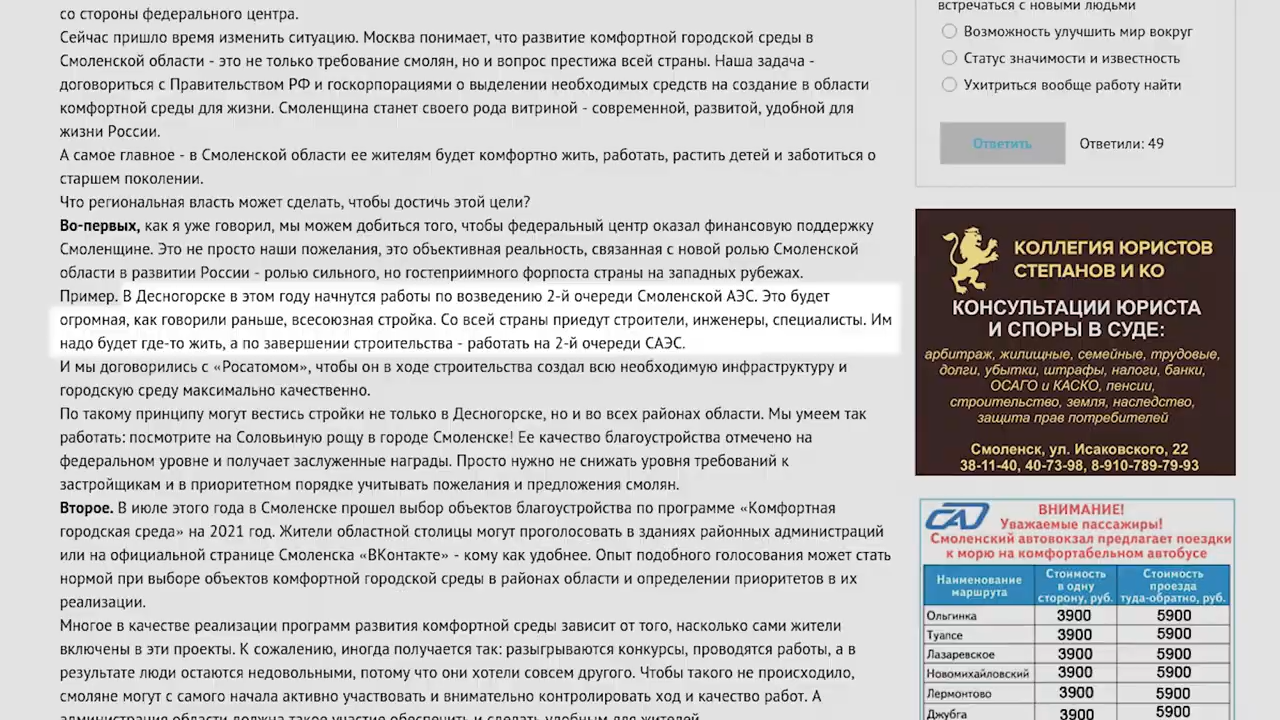 со стороны федерального центра.
Сейчас пришло время изменить ситуацию. Москва понимает, что развитие комфортной городской среды в
Смоленской области - это не только требование смолян, но и вопрос престижа всей страны. Наша задача -
договориться с Правительством РФ и госкорпорациями о выделении необходимых средств на создание в области
комфортной среды для жизни. Смоленщина станет своего рода витриной - современной, развитой, удобной для
жизни России.
А самое главное - в Смоленской области ее жителям будет комфортно жить, работать, растить детей и заботиться о
старшем поколении.
Что региональная власть может сделать, чтобы достичь этой цели?
Во-первых, как я уже говорил, мы можем добиться того, чтобы федеральный центр оказал финансовую поддержку
Смоленщине. Это не просто наши пожелания, это объективная реальность, связанная с новой ролью Смоленской
области в развитии России - ролью сильного, но гостеприимного форпоста страны на западных рубежах.
Пример. В Десногорске в этом году начнутся работы по возведению 2-й очереди Смоленской АЭС. Это будет
огромная, как говорили раньше, всесоюзная стройка. Со всей страны приедут строители, инженеры, специалисты. Им
надо будет где-то жить, а по завершении строительства - работать на 2-й очереди САЭС.
И мы договорились с «Росатомом», чтобы он в ходе строительства создал всю необходимую инфраструктуру и
городскую среду максимально качественно.
По такому принципу могут вестись стройки не только в Десногорске, но и во всех районах области. Мы умеем так
работать: посмотрите на Соловьиную рощу в городе Смоленске! Ее качество благоустройства отмечено на
федеральном уровне и получает заслуженные награды. Просто нужно не снижать уровня требований к
застройщикам и в приоритетном порядке учитывать пожелания и предложения смолян.
Второе. В июле этого года в Смоленске прошел выбор объектов благоустройства по программе «Комфортная
городская среда» на 2021 год. Жители областной столицы могут проголосовать в зданиях районных администраций
или на официальной странице Смоленска «ВКонтакте» - кому как удобнее. Опыт подобного голосования может стать
нормой при выборе объектов комфортной городской среды в районах области и определении приоритетов в их
реализации.
Многое в качестве реализации программ развития комфортной среды зависит от того, насколько сами жители
включены в эти проекты. К сожалению, иногда получается так: разыгрываются конкурсы, проводятся работы, а в
результате люди остаются недовольными, потому что они хотели совсем другого. Чтобы такого не происходило,
смоляне могут с самого начала активно участвовать и внимательно контролировать ход и качество работ. А
администрация области должна такое участие обеспечить и сделать удобным для жителей.
встречаться с новыми людьми
Возможность улучшить мир вокруг
Статус значимости и известность
Ухитриться вообще работу найти
Ответить Ответили: 49
КОЛЛЕГИЯ ЮРИСТОВ
СТЕПАНОВ И КО
КОНСУЛЬТАЦИИ ЮРИСТА
И СПОРЫ В СУДЕ:
арбитраж, жилищные, семейные, трудовые,
долги, убытки, штрафы, налоги, банки,
ОСАГО и КАСКО, пенсии,
строительство, земля, наследство,
защита прав потребителей
Смоленск, ул. Исаковского, 22
38-11-40, 40-73-98, 8-910-789-79-93
ВНИМАНИЕ!
Уважаемые пассажиры!
Смоленский автовокзал предлагает поездки
к морю на комфортабельном автобусе
Наименование маршрута Стоимость в одну сторону, руб. Стоимость проезда туда-обратно, руб.
Ольгинка 3900 5900
Туапсе 3900 5900
Лазаревское 3900 5900
Новомихайловский 3900 5900
Лермонтово 3900 5900
Джубга 3900 5900